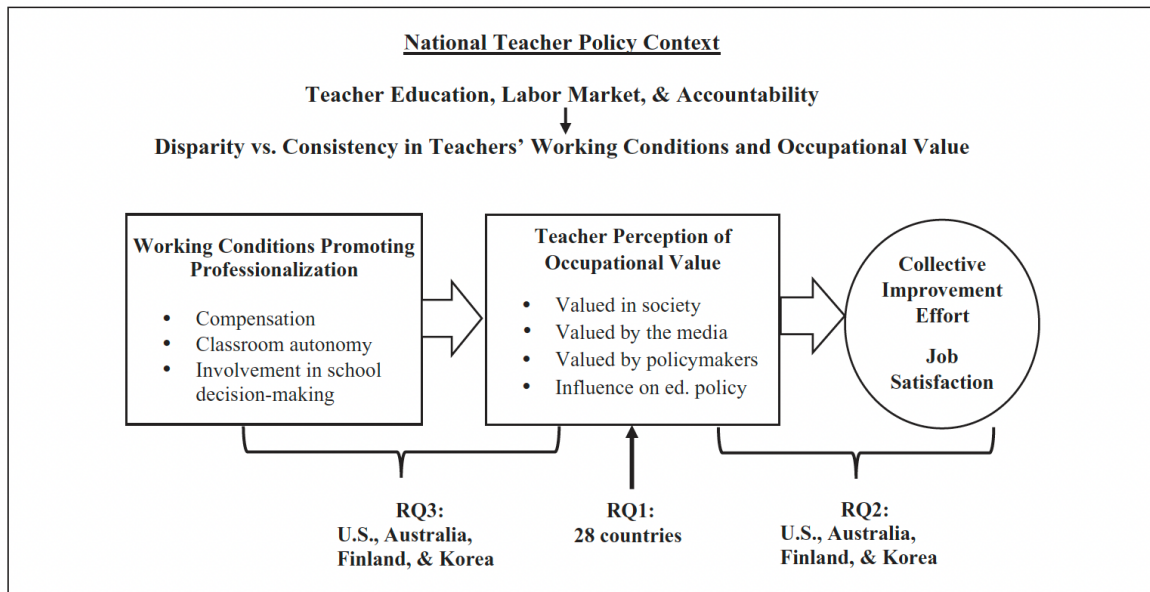 National Teacher Policy Context
Teacher Education, Labor Market, & Accountability
Disparity vs. Consistency in Teachers’ Working Conditions and Occupational Value
Working Conditions Promoting
Professionalization
• Compensation
• Classroom autonomy
• Involvement in school
decision-making
Teacher Perception of
Occupational Value
• Valued in society
• Valued by the media
• Valued by policymakers
• Influence on ed. policy
Collective
Improvement
Effort
Job
Satisfaction
RQ3:
U.S., Australia,
Finland, & Korea
RQ1:
28 countries
RQ2:
U.S., Australia,
Finland, & Korea